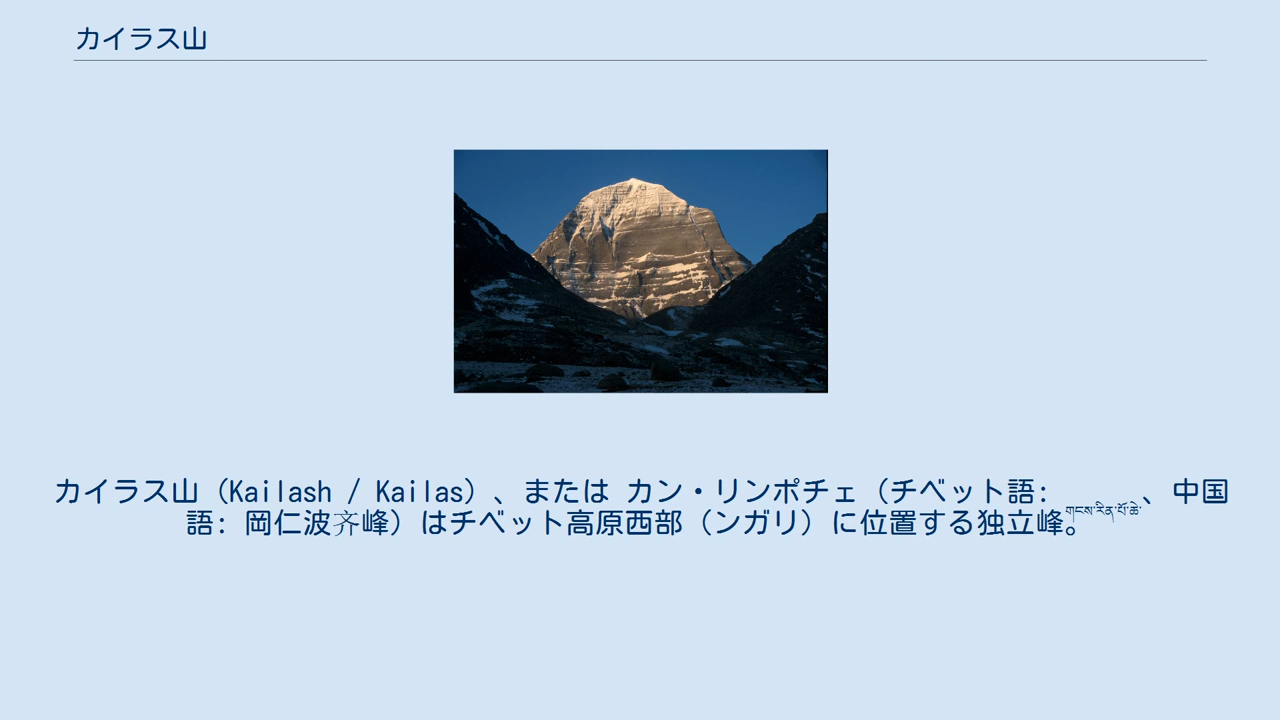 カイラス山
カイラス山（Kailash / Kailas）、または カン・リンポチェ（チベット語: གངས་རིན་པོ་ཆེ་、中国
語: 岡仁波齐峰）はチベット高原西部（ンガリ）に位置する独立峰。